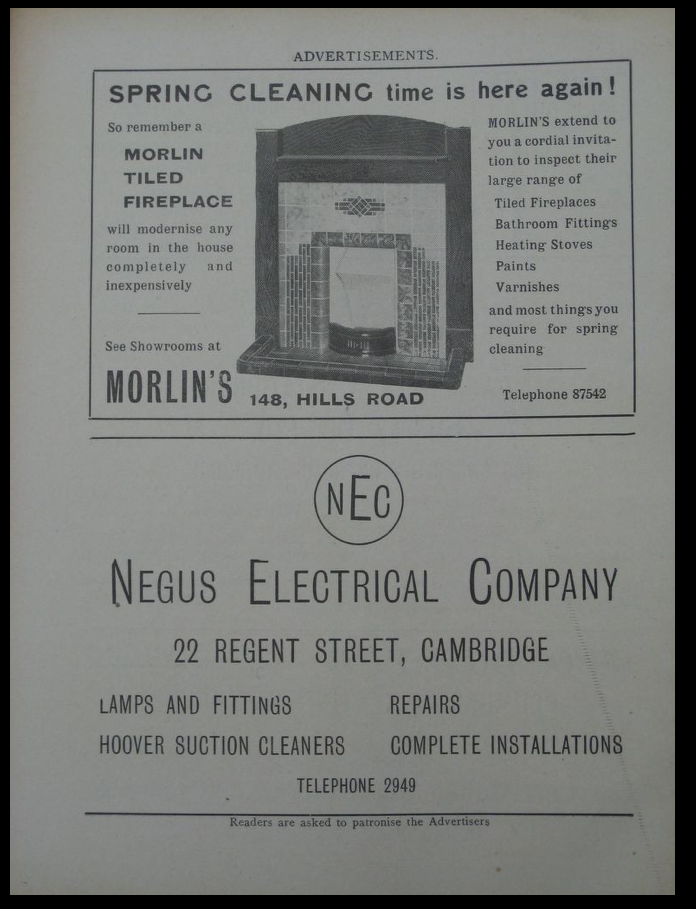 ADVERTISEMENTS.
SPRING CLEANING time is here again!
So remember a
MORLIN
TILED
FIREPLACE
will modernise any
room in the house
completely and
inexpensively
See Showrooms at
MORLIN'S 148, HILLS ROAD
MORLIN'S extend to
you a cordial invita-
tion to inspect their
large range of
Tiled Fireplaces
Bathroom Fittings
Heating Stoves
Paints
Varnishes
and most things you
require for spring
cleaning
Telephone 87542
NEC
NEGUS ELECTRICAL COMPANY
22 REGENT STREET, CAMBRIDGE
LAMPS AND FITTINGS REPAIRS
HOOVER SUCTION CLEANERS COMPLETE INSTALLATIONS
TELEPHONE 2949
Readers are asked to patronise the Advertisers